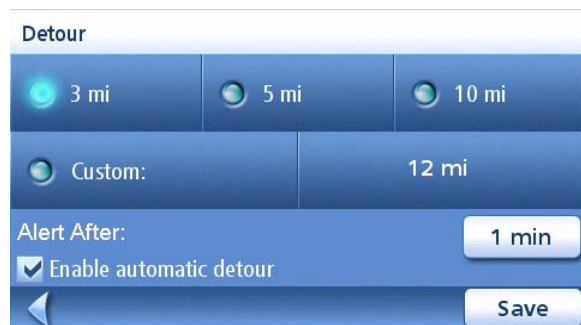 Detour
3 mi 5 mi 10 mi
Custom: 12 mi
Alert After: 1 min
Enable automatic detour
Save